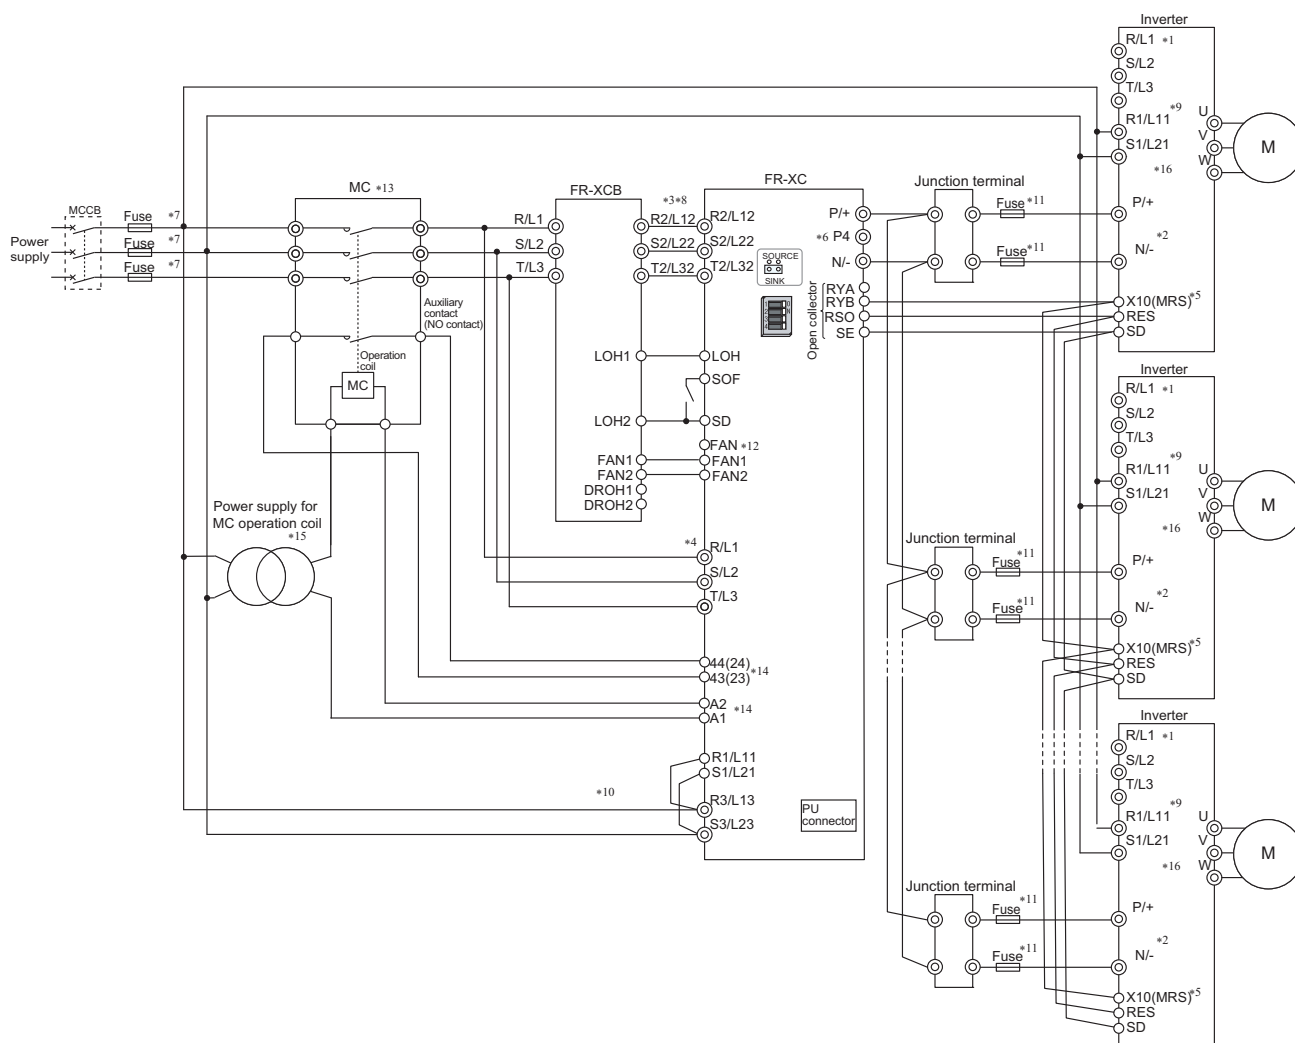 Power
supply
MCCB
Fuse *7
Fuse *7
Fuse *7
MC *13
Auxiliary
contact
(NO contact)
Operation
coil
MC
Power supply for
MC operation coil
*15
FR-XCB
R/L1
S/L2
T/L3
*3*8
R2/L12
S2/L22
T2/L32
LOH1
LOH2
FAN1
FAN2
DROH1
DROH2
FR-XC
R2/L12
S2/L22
T2/L32
LOH
SOF
SD
FAN *12
FAN1
FAN2
*4
R/L1
S/L2
T/L3
44(24)
43(23) *14
A2
A1 *14
R1/L11
S1/L21
*10
R3/L13
S3/L23
P/+
*6 P4
N/-
SOURCE
SINK
1
2
3
4
O
N
Open collector
RYA
RYB
RSO
SE
PU
connector
Junction terminal
Fuse *11
Fuse *11
Inverter
R/L1 *1
S/L2
T/L3
R1/L11 *9
S1/L21
*16
P/+
N/- *2
X10(MRS) *5
RES
SD
U
V
W
M
Junction terminal
Fuse *11
Fuse *11
Inverter
R/L1 *1
S/L2
T/L3
R1/L11 *9
S1/L21
*16
P/+
N/- *2
X10(MRS) *5
RES
SD
U
V
W
M
Junction terminal
Fuse *11
Fuse *11
Inverter
R/L1 *1
S/L2
T/L3
R1/L11 *9
S1/L21
*16
P/+
N/- *2
X10(MRS) *5
RES
SD
U
V
W
M